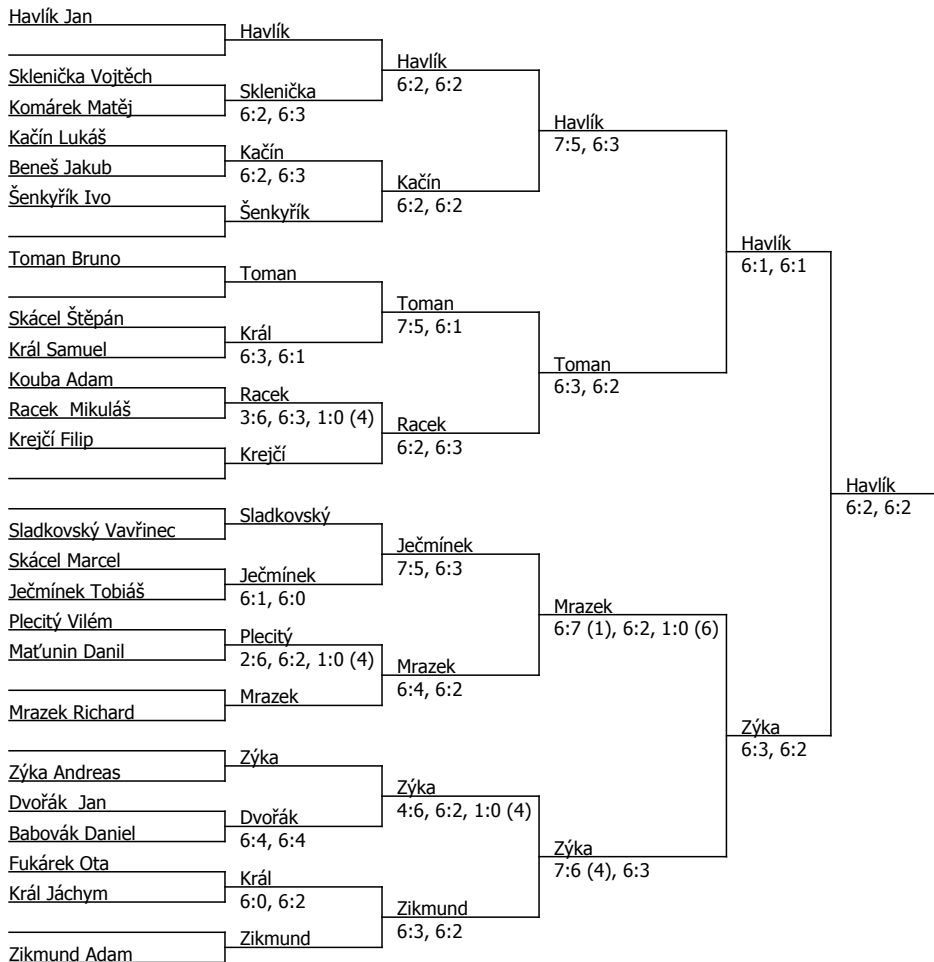 Havlík Jan
Havlík
Havlík
6:2, 6:2
Sklenička Vojtěch
Sklenička
6:2, 6:3
Komárek Matěj
Havlík
7:5, 6:3
Kačín Lukáš
Kačín
6:2, 6:3
Beneš Jakub
Kačín
6:2, 6:2
Šenkyřík Ivo
Šenkyřík
Havlík
6:1, 6:1
Toman Bruno
Toman
Toman
7:5, 6:1
Skácel Štěpán
Král
6:3, 6:1
Král Samuel
Toman
6:3, 6:2
Kouba Adam
Racek
3:6, 6:3, 1:0 (4)
Racek  Mikuláš
Racek
6:2, 6:3
Krejčí Filip
Krejčí
Havlík
6:2, 6:2
Sladkovský
Sladkovský Vavřinec
Ječmínek
7:5, 6:3
Skácel Marcel
Ječmínek
6:1, 6:0
Ječmínek Tobiáš
Mrazek
6:7 (1), 6:2, 1:0 (6)
Plecitý Vilém
Plecitý
2:6, 6:2, 1:0 (4)
Maťunin Danil
Mrazek
6:4, 6:2
Mrazek
Mrazek Richard
Zýka
6:3, 6:2
Zýka
Zýka Andreas
Zýka
4:6, 6:2, 1:0 (4)
Dvořák  Jan
Dvořák
6:4, 6:4
Babovák Daniel
Zýka
7:6 (4), 6:3
Fukárek Ota
Král
6:0, 6:2
Král Jáchym
Zikmund
6:3, 6:2
Zikmund
Zikmund Adam